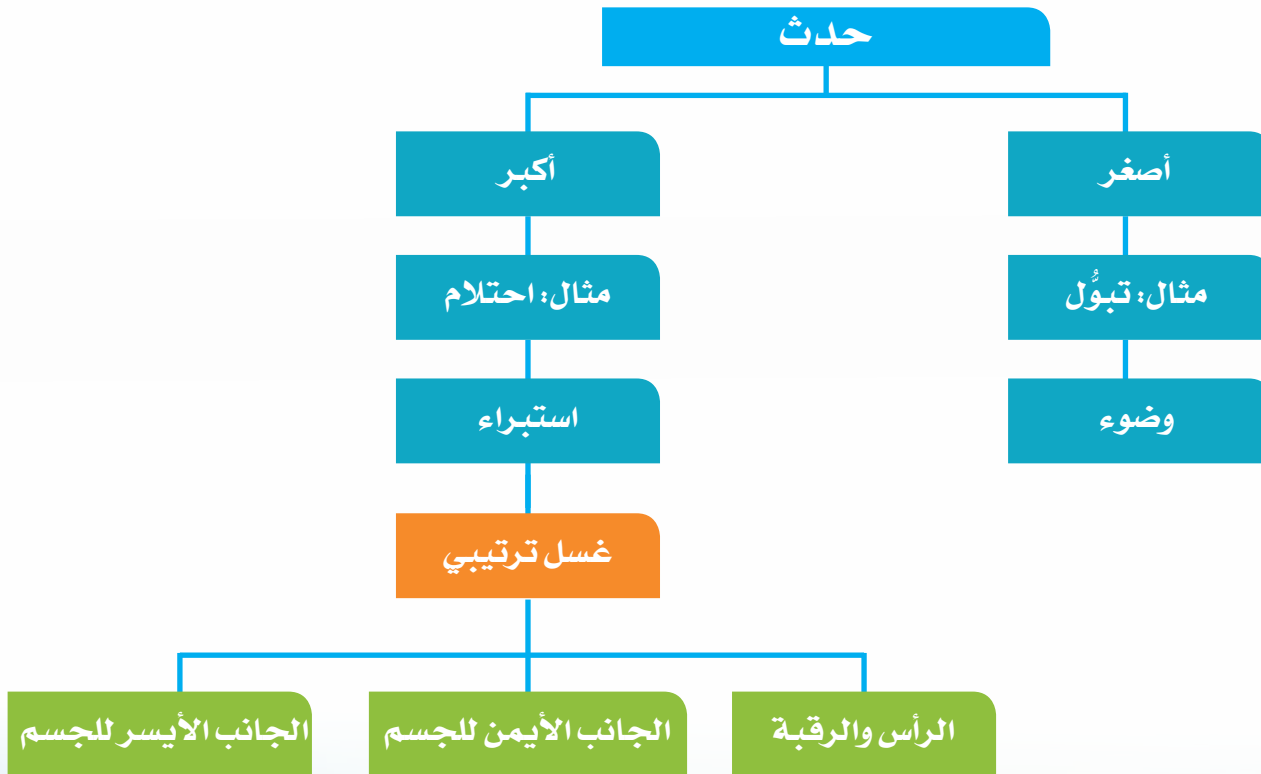 حدث
أصغر
أكبر
مثال: تبوُّل
مثال: احتلام
وضوء
استبراء
غسل ترتيبي
الرأس والرقبة
الجانب الأيمن للجسم
الجانب الأيسر للجسم